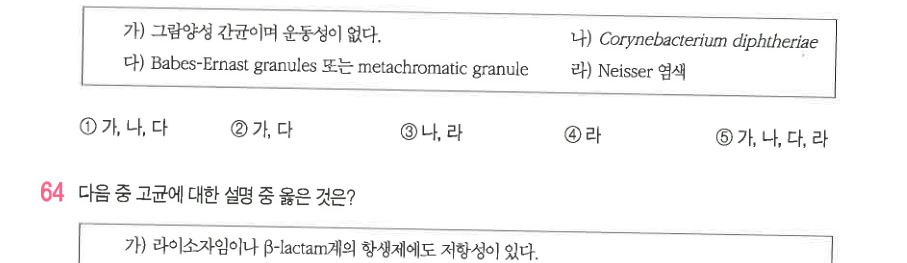 가) 그람양성 간균이며 운동성이 없다. 나) Corynebacterium diphtheriae
다) Babes-Ernast granules 또는 metachromatic granule 라) Neisser 염색
① 가, 나, 다 ② 가, 다 ③ 나, 라 ④ 라 ⑤ 가, 나, 다, 라
64 다음 중 고균에 대한 설명 중 옳은 것은?
가) 라이소자임이나 β-lactam계의 항생제에도 저항성이 있다.